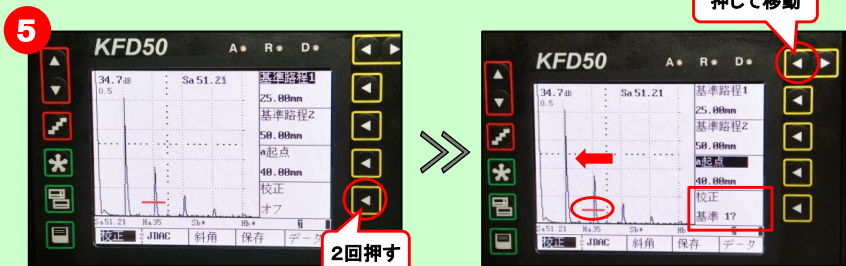 5
KFD50
A R D
34.7dB
Sa 51.21
0.5
基準路程1
25.00mm
基準路程2
50.00mm
a起点
40.00mm
校正
オフ
Sa51.21 Ha35 Sb*
校正 JDAC 斜角 保存 データ
2回押す
押して移動
KFD50
A R D
34.7dB
Sa 51.21
0.5
基準路程1
25.00mm
基準路程2
50.00mm
a起点
40.00mm
校正
基準 1?
Sa51.21 Ha35 Sb* Hb*
校正 JDAC 斜角 保存 データ